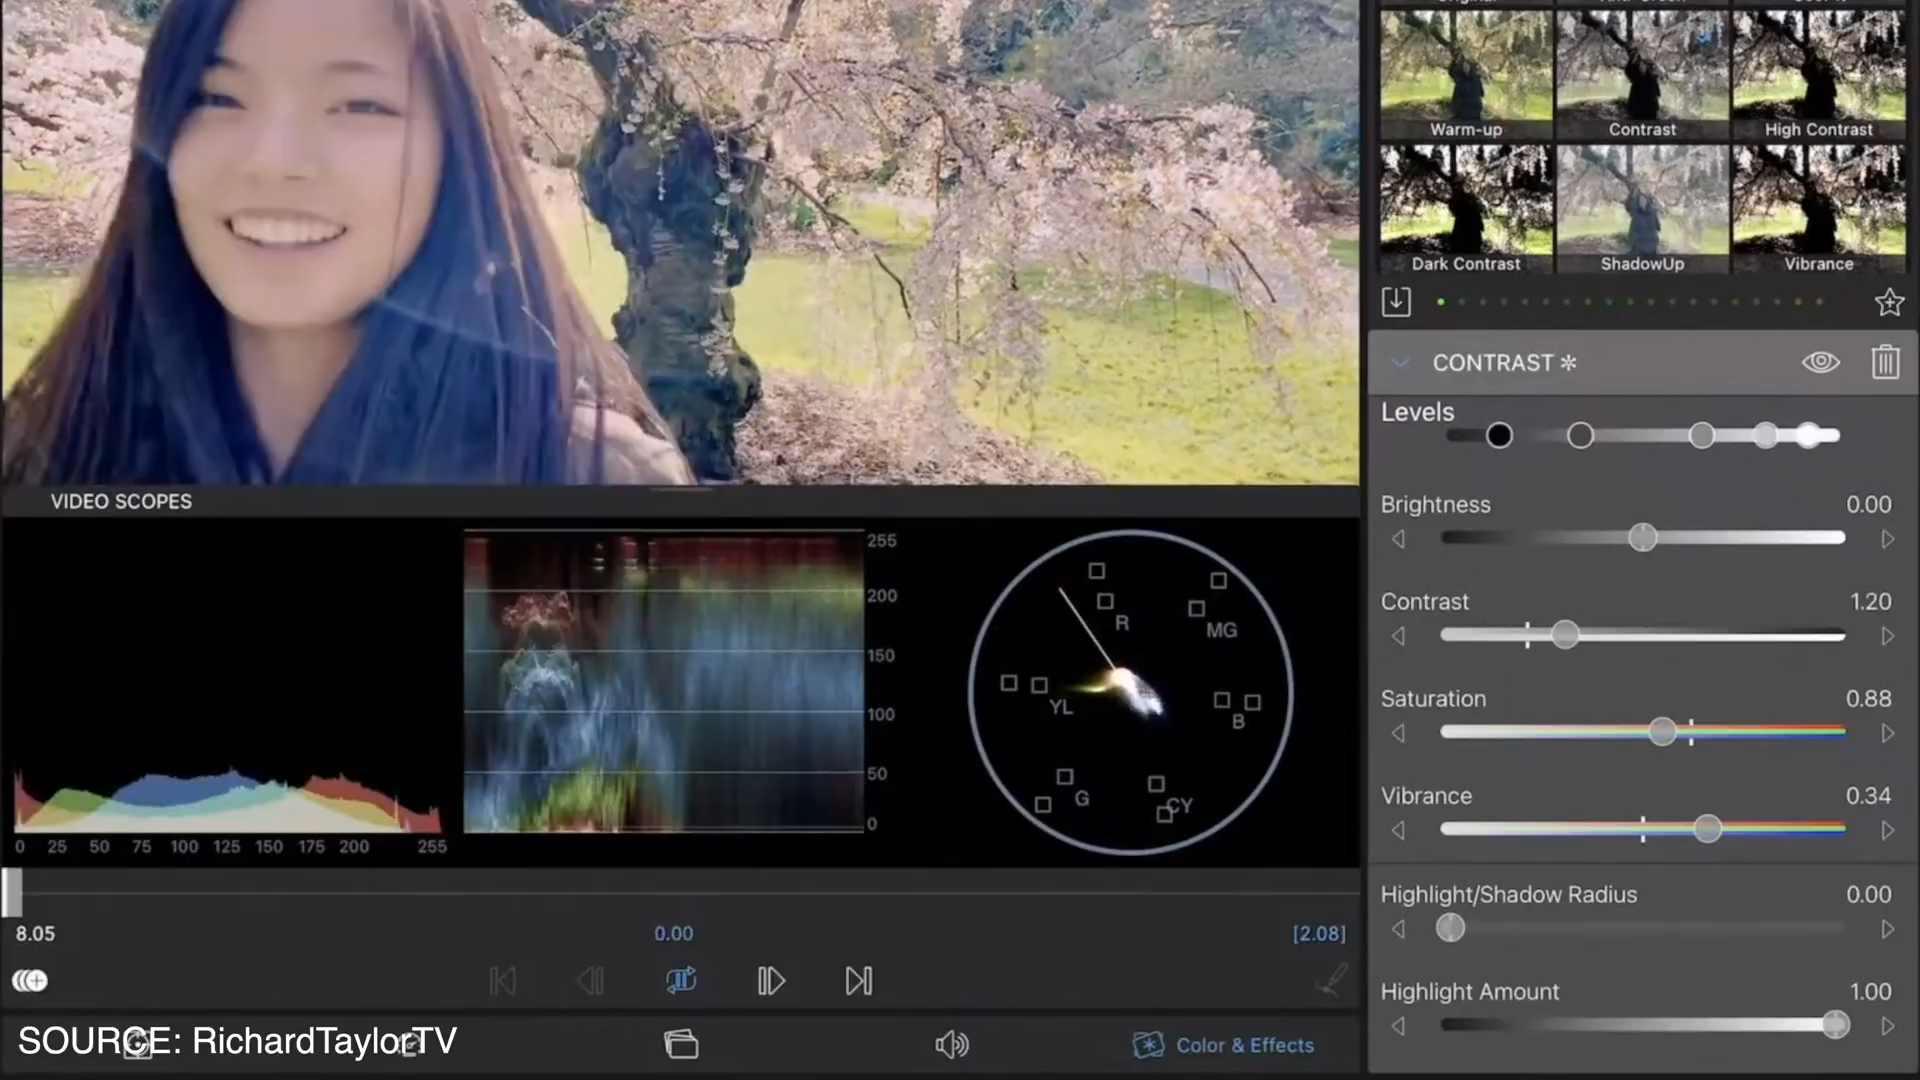 Warm-up
Contrast
High Contrast
Dark Contrast
ShadowUp
Vibrance
CONTRAST
Levels
Brightness 0.00
Contrast 1.20
Saturation 0.88
Vibrance 0.34
Highlight/Shadow Radius 0.00
Highlight Amount 1.00
VIDEO SCOPES
0 25 50 75 100 125 150 175 200 255
255
200
150
100
50
0
R
MG
YL
B
G
CY
8.05
0.00
[2.08]
SOURCE: RichardTaylorTV
Color & Effects